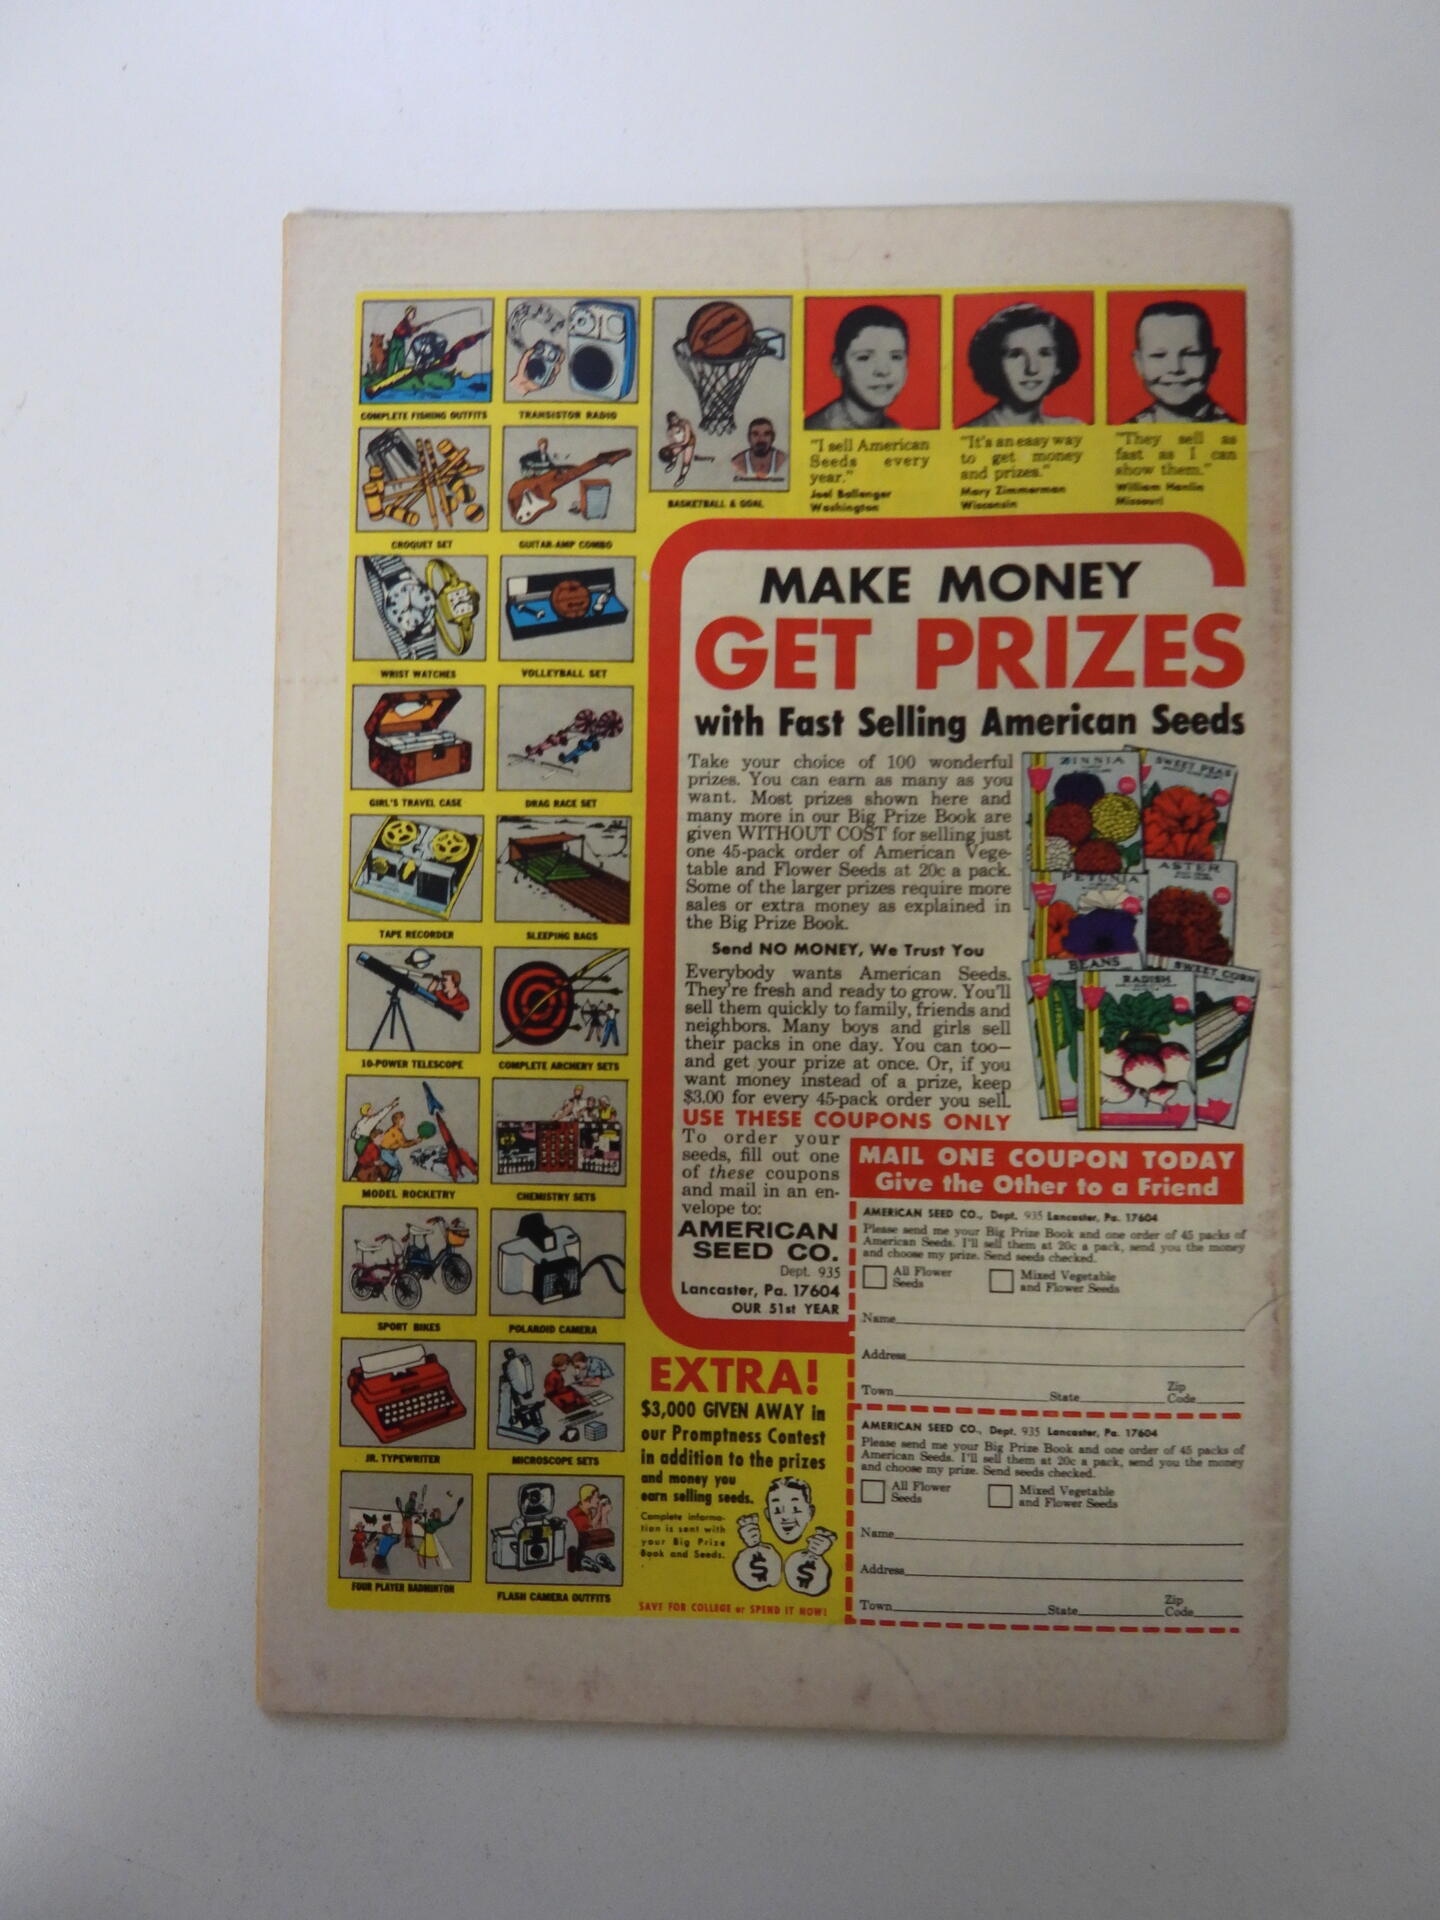 COMPLETE FISHING OUTFITS
TRANSISTOR RADIO
CROQUET SET
GUITAR-AMP COMBO
WRIST WATCHES
VOLLEYBALL SET
GIRL'S TRAVEL CASE
DRAG RACE SET
TAPE RECORDER
SLEEPING BAGS
10-POWER TELESCOPE
COMPLETE ARCHERY SETS
MODEL ROCKETRY
CHEMISTRY SETS
SPORT BIKES
POLAROID CAMERA
JR. TYPEWRITER
MICROSCOPE SETS
FOUR PLAYER BADMINTON
FLASH CAMERA OUTFITS
Barry
Chamberlain
BASKETBALL & GOAL
"I sell American
Seeds every
year."
Joel Ballenger
Washington
"It's an easy way
to get money
and prizes."
Mary Zimmerman
Wisconsin
"They sell as
fast as I can
show them."
William Hanlin
Missouri
MAKE MONEY
GET PRIZES
with Fast Selling American Seeds
Take your choice of 100 wonderful
prizes. You can earn as many as you
want. Most prizes shown here and
many more in our Big Prize Book are
given WITHOUT COST for selling just
one 45-pack order of American Vege-
table and Flower Seeds at 20c a pack.
Some of the larger prizes require more
sales or extra money as explained in
the Big Prize Book.
Send NO MONEY, We Trust You
Everybody wants American Seeds.
They're fresh and ready to grow. You'll
sell them quickly to family, friends and
neighbors. Many boys and girls sell
their packs in one day. You can too—
and get your prize at once. Or, if you
want money instead of a prize, keep
$3.00 for every 45-pack order you sell.
USE THESE COUPONS ONLY
To order your
seeds, fill out one
of these coupons
and mail in an en-
velope to:
AMERICAN
SEED CO.
Dept. 935
Lancaster, Pa. 17604
OUR 51st YEAR
ZINNIA
SWEET PEAS
PETUNIA
ASTER
BEANS
RADISH
SWEET CORN
MAIL ONE COUPON TODAY
Give the Other to a Friend
AMERICAN SEED CO., Dept. 935 Lancaster, Pa. 17604
Please send me your Big Prize Book and one order of 45 packs of
American Seeds. I'll sell them at 20c a pack, send you the money
and choose my prize. Send seeds checked.
All Flower
Seeds
Mixed Vegetable
and Flower Seeds
Name
Address
Town State Zip
Code
AMERICAN SEED CO., Dept. 935 Lancaster, Pa. 17604
Please send me your Big Prize Book and one order of 45 packs of
American Seeds. I'll sell them at 20c a pack, send you the money
and choose my prize. Send seeds checked.
All Flower
Seeds
Mixed Vegetable
and Flower Seeds
Name
Address
Town State Zip
Code
EXTRA!
$3,000 GIVEN AWAY in
our Promptness Contest
in addition to the prizes
and money you
earn selling seeds.
Complete informa-
tion is sent with
your Big Prize
Book and Seeds.
$ $
SAVE FOR COLLEGE or SPEND IT NOW!